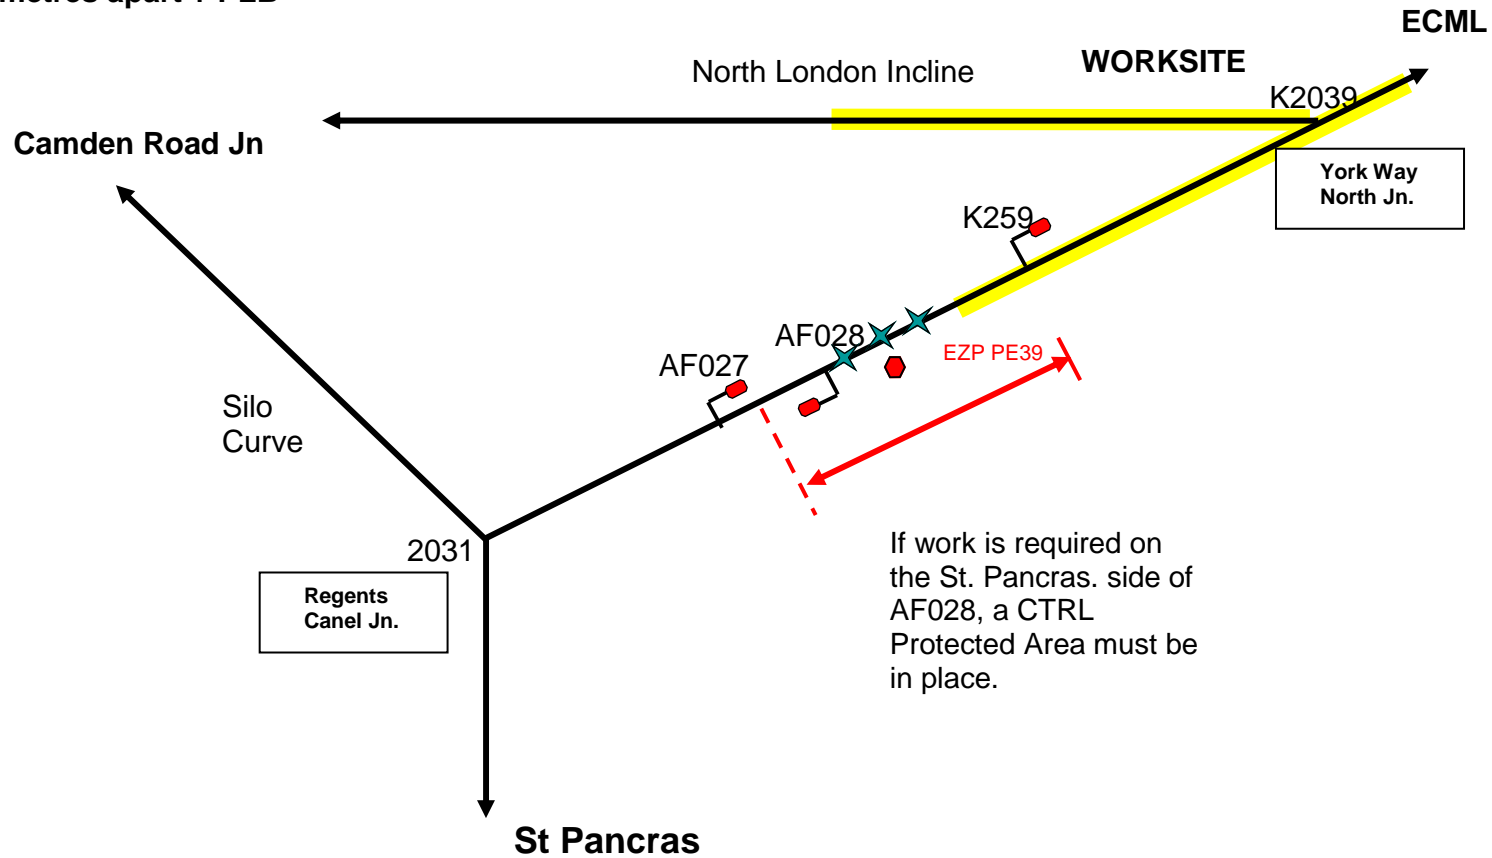 ECML
WORKSITE
North London Incline
K2039
Camden Road Jn
York Way
North Jn.
K259
AF028
EZP PE39
AF027
Silo
Curve
If work is required on
the St. Pancras. side of
AF028, a CTRL
Protected Area must be
in place.
2031
Regents
Canel Jn.
St Pancras